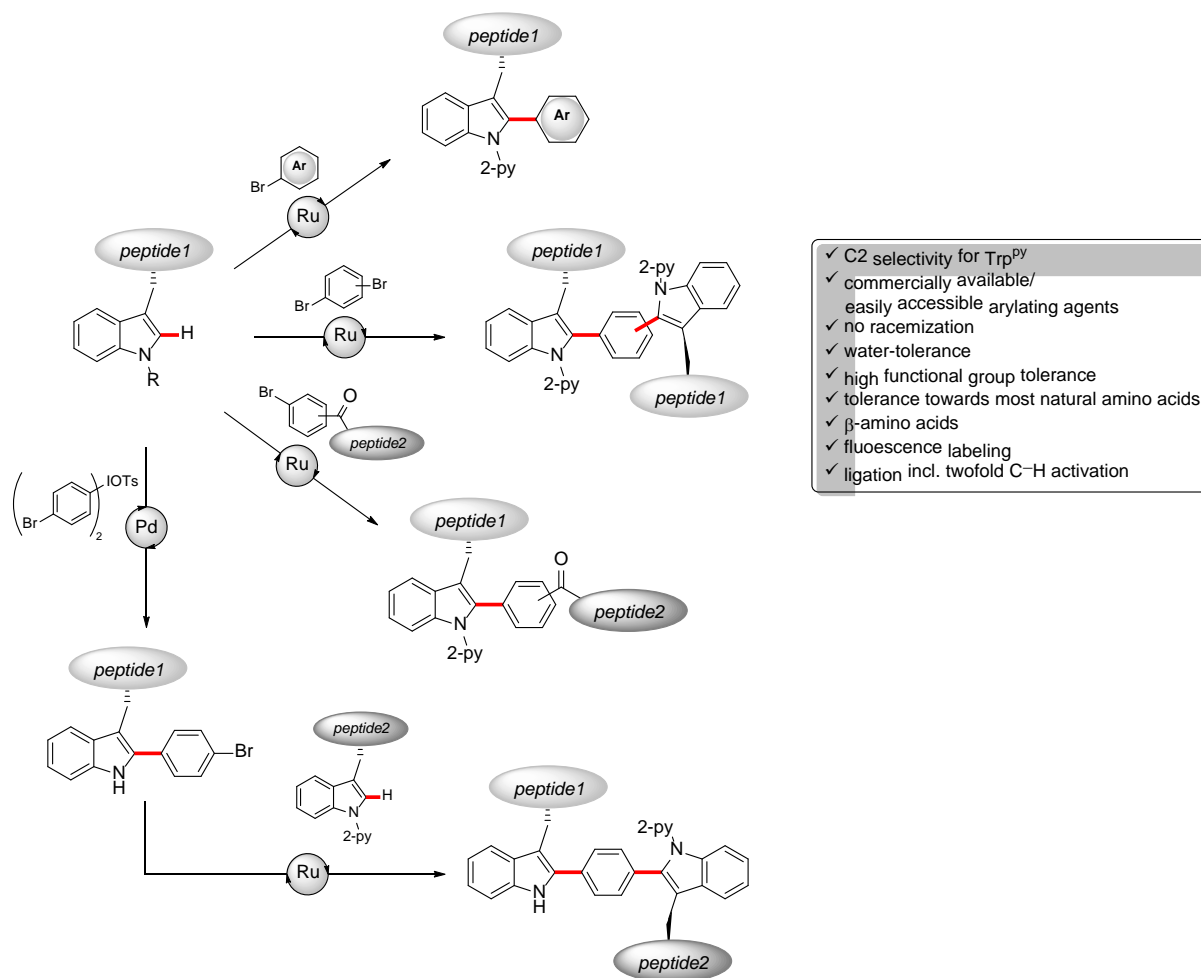 peptide1
Ar
N
2-py
Br
Ar
Ru
peptide1
H
N
R
Br
Br
Ru
peptide1
N
2-py
2-py
N
peptide1
Br
O
peptide2
Ru
✓ C2 selectivity for Trpᵖʸ
✓ commercially available/
easily accessible arylating agents
✓ no racemization
✓ water-tolerance
✓ high functional group tolerance
✓ tolerance towards most natural amino acids
✓ β-amino acids
✓ fluoescence labeling
✓ ligation incl. twofold C−H activation
( Br IOTs )2
Pd
peptide1
O
peptide2
N
2-py
peptide1
Br
N
H
peptide2
H
N
2-py
Ru
peptide1
N
H
2-py
N
peptide2